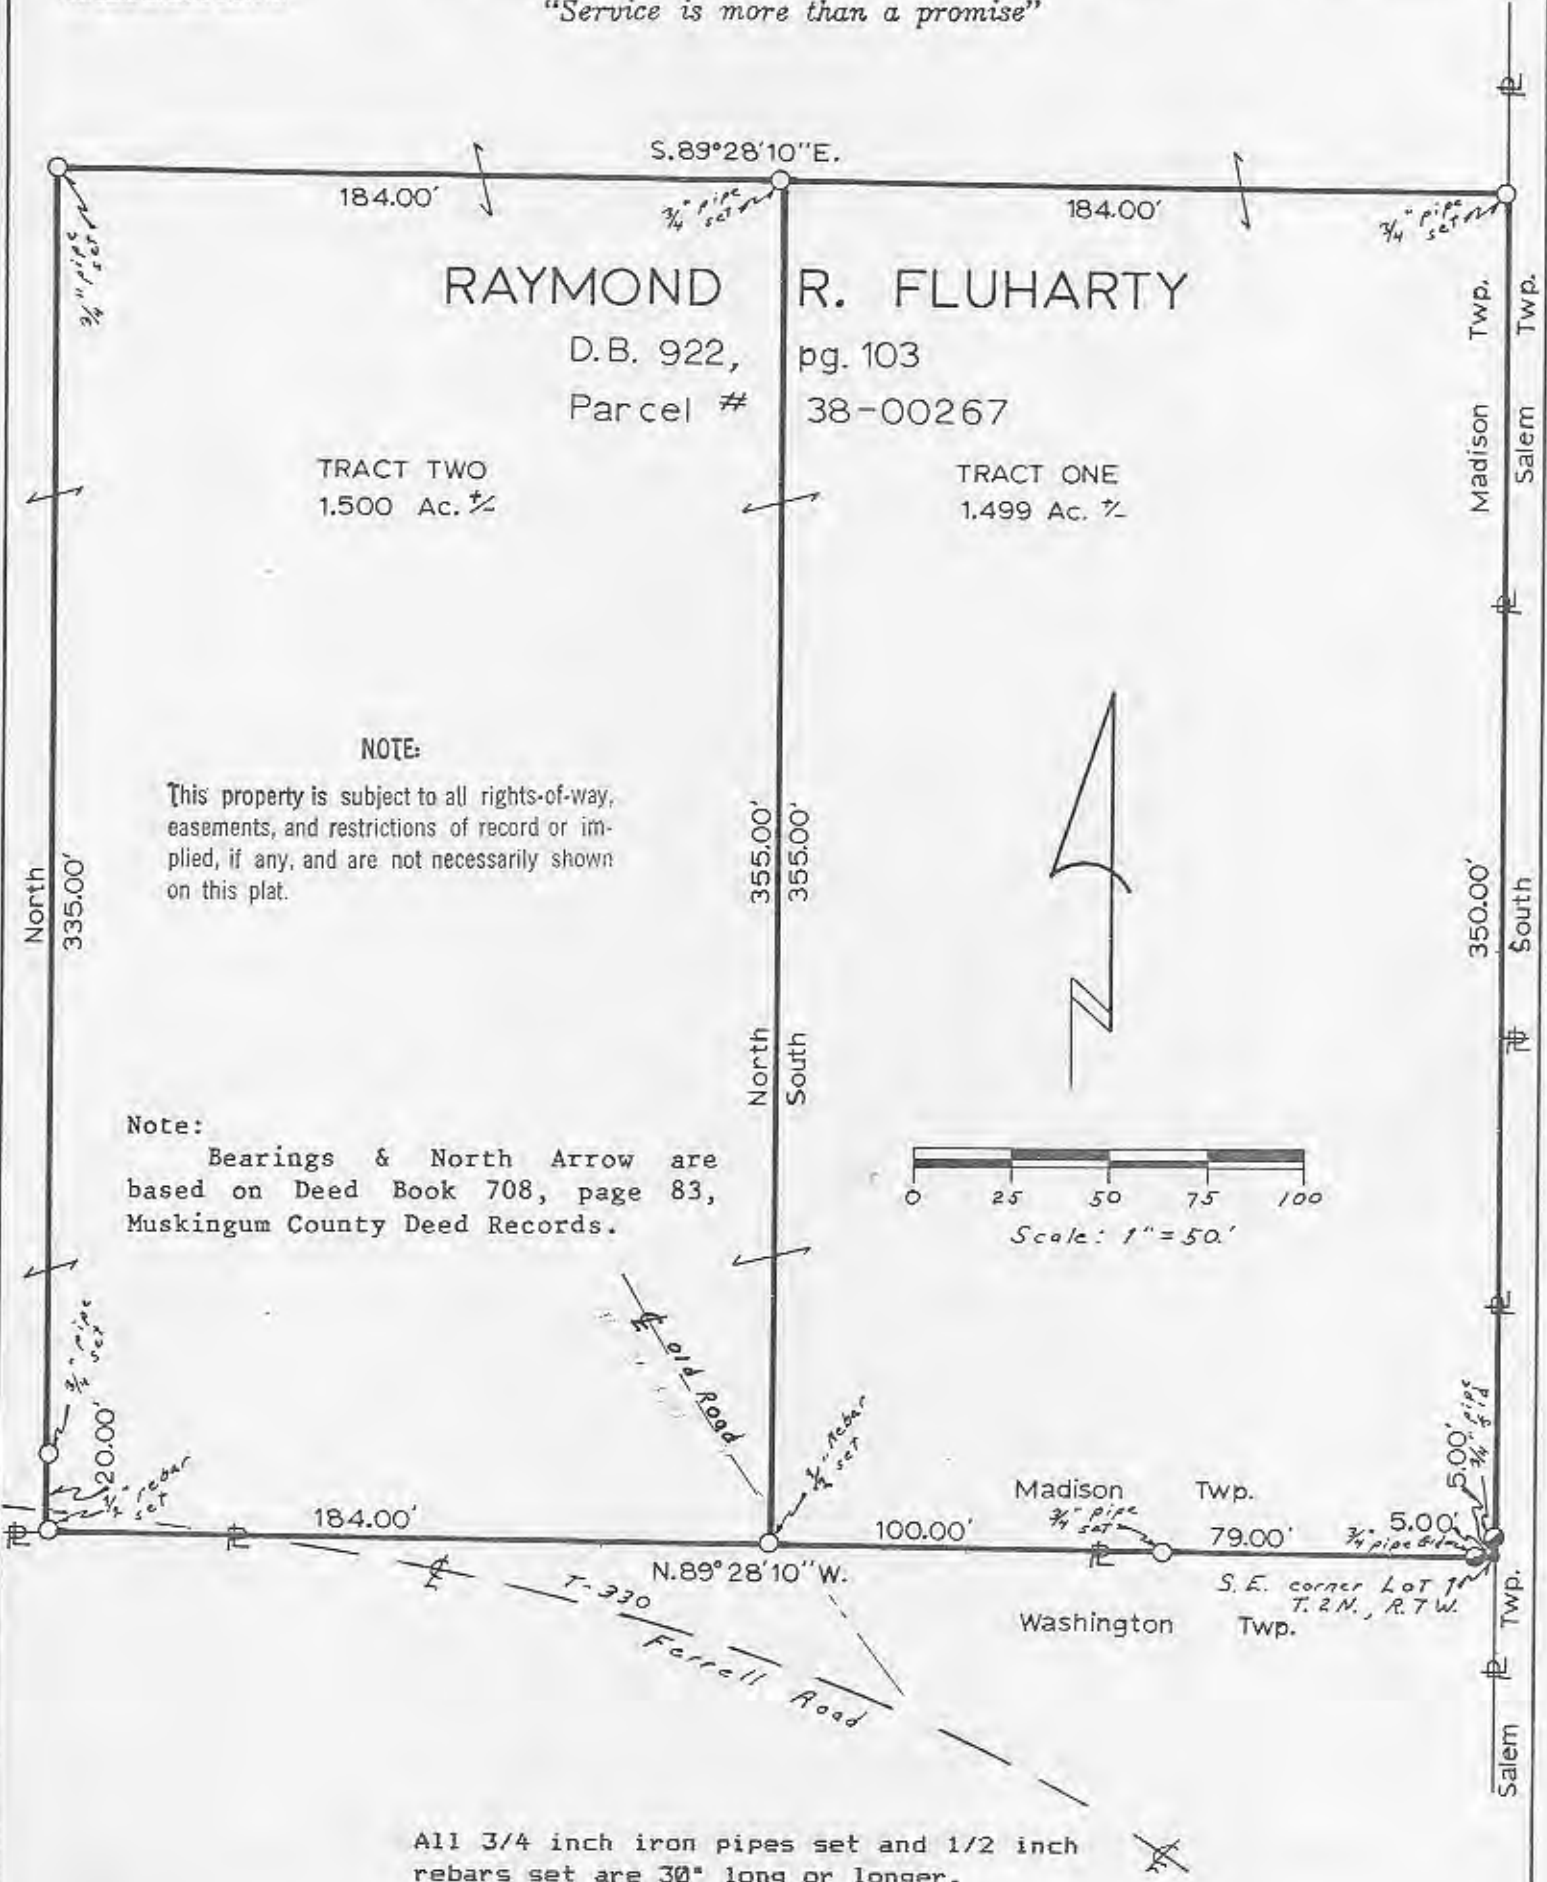 "Service is more than a promise"
S.89°28'10"E.
184.00'
184.00'
3/4" pipe set
3/4" pipe set
3/4" pipe set
RAYMOND R. FLUHARTY
D.B. 922, pg. 103
Parcel # 38-00267
TRACT TWO
1.500 Ac. +/-
TRACT ONE
1.499 Ac. +/-
Madison Twp.
Salem Twp.
NOTE:
This property is subject to all rights-of-way,
easements, and restrictions of record or im-
plied, if any, and are not necessarily shown
on this plat.
North
335.00'
355.00'
355.00'
North
South
350.00'
South
Note:
Bearings & North Arrow are
based on Deed Book 708, page 83,
Muskingum County Deed Records.
0 25 50 75 100
Scale: 1"=50.'
old Road
3/4" pipe set
20.00'
1/2" rebar set
1/2" Rebar set
184.00'
100.00'
Madison Twp.
3/4" pipe set
79.00'
5.00'
3/4" pipe
5.00'
3/4" pipe f'd
N.89°28'10"W.
S.E. corner LOT 1
T.2N., R.7W.
Washington Twp.
Salem Twp.
T-330
Ferrell Road
All 3/4 inch iron pipes set and 1/2 inch
rebars set are 30" long or longer.